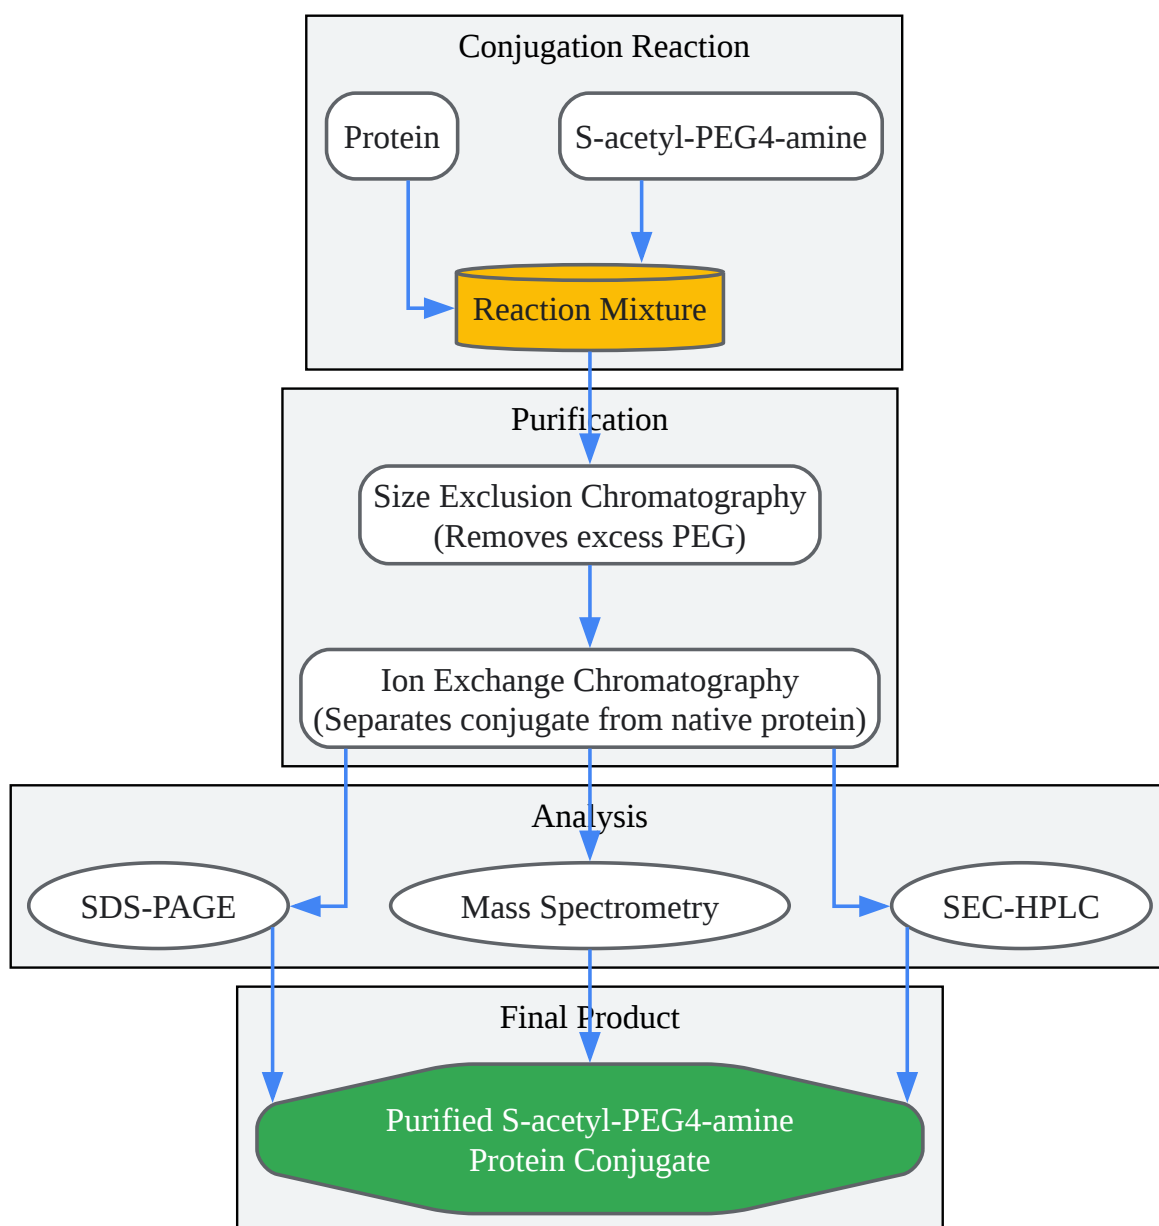 Conjugation Reaction
Protein
S-acetyl-PEG4-amine
Reaction Mixture
Purification
Size Exclusion Chromatography
(Removes excess PEG)
Ion Exchange Chromatography
(Separates conjugate from native protein)
Analysis
SDS-PAGE
Mass Spectrometry
SEC-HPLC
Final Product
Purified S-acetyl-PEG4-amine
Protein Conjugate